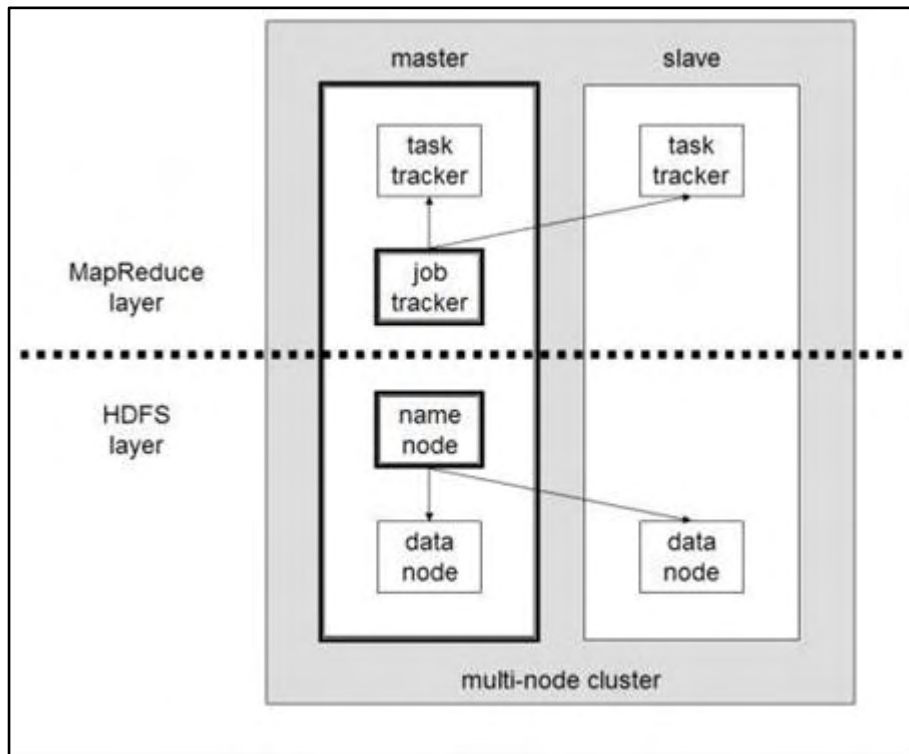 master
slave
task
tracker
task
tracker
MapReduce
layer
job
tracker
HDFS
layer
name
node
data
node
data
node
multi-node cluster